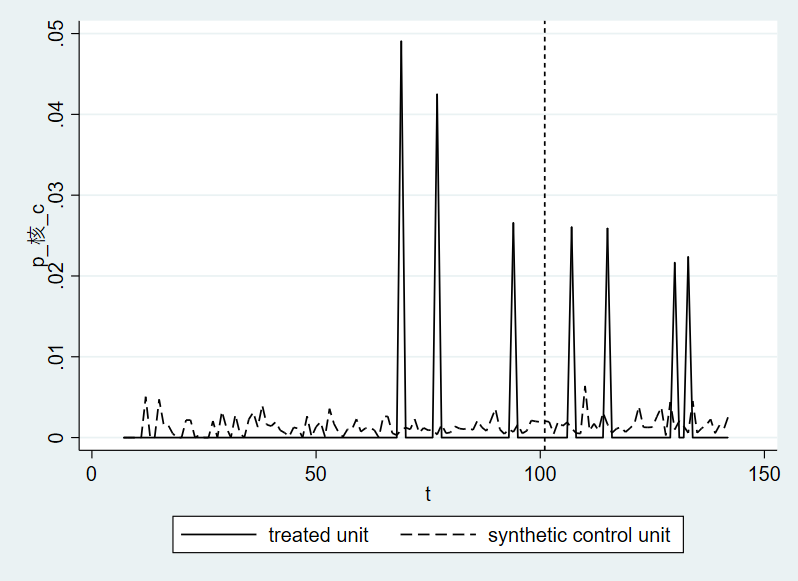 p_核_c
.05
.04
.03
.02
.01
0
0 50 100 150
t
treated unit synthetic control unit